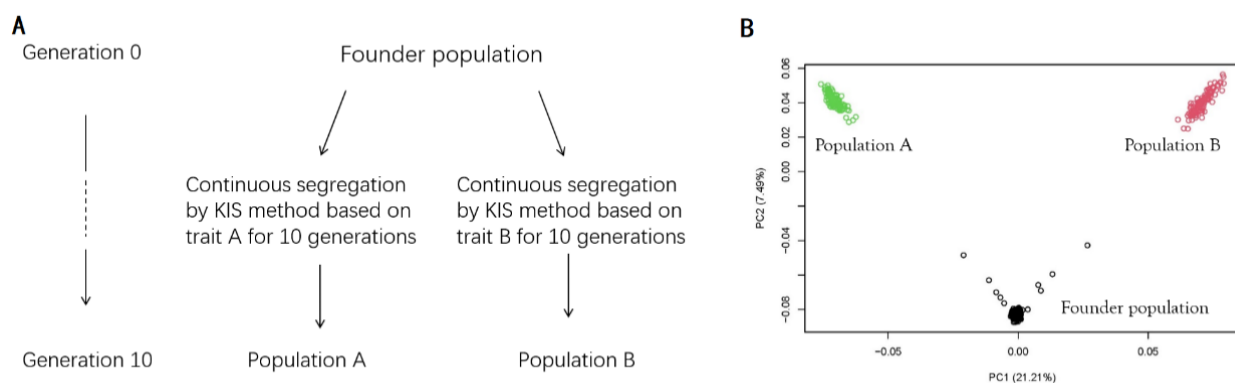 A
Generation 0
Founder population
Continuous segregation
by KIS method based on
trait A for 10 generations
Continuous segregation
by KIS method based on
trait B for 10 generations
Generation 10
Population A
Population B
B
0.06
0.04
0.02
0.00
−0.04
−0.08
PC2 (7.49%)
Population A
Population B
Founder population
−0.05
0.00
0.05
PC1 (21.21%)